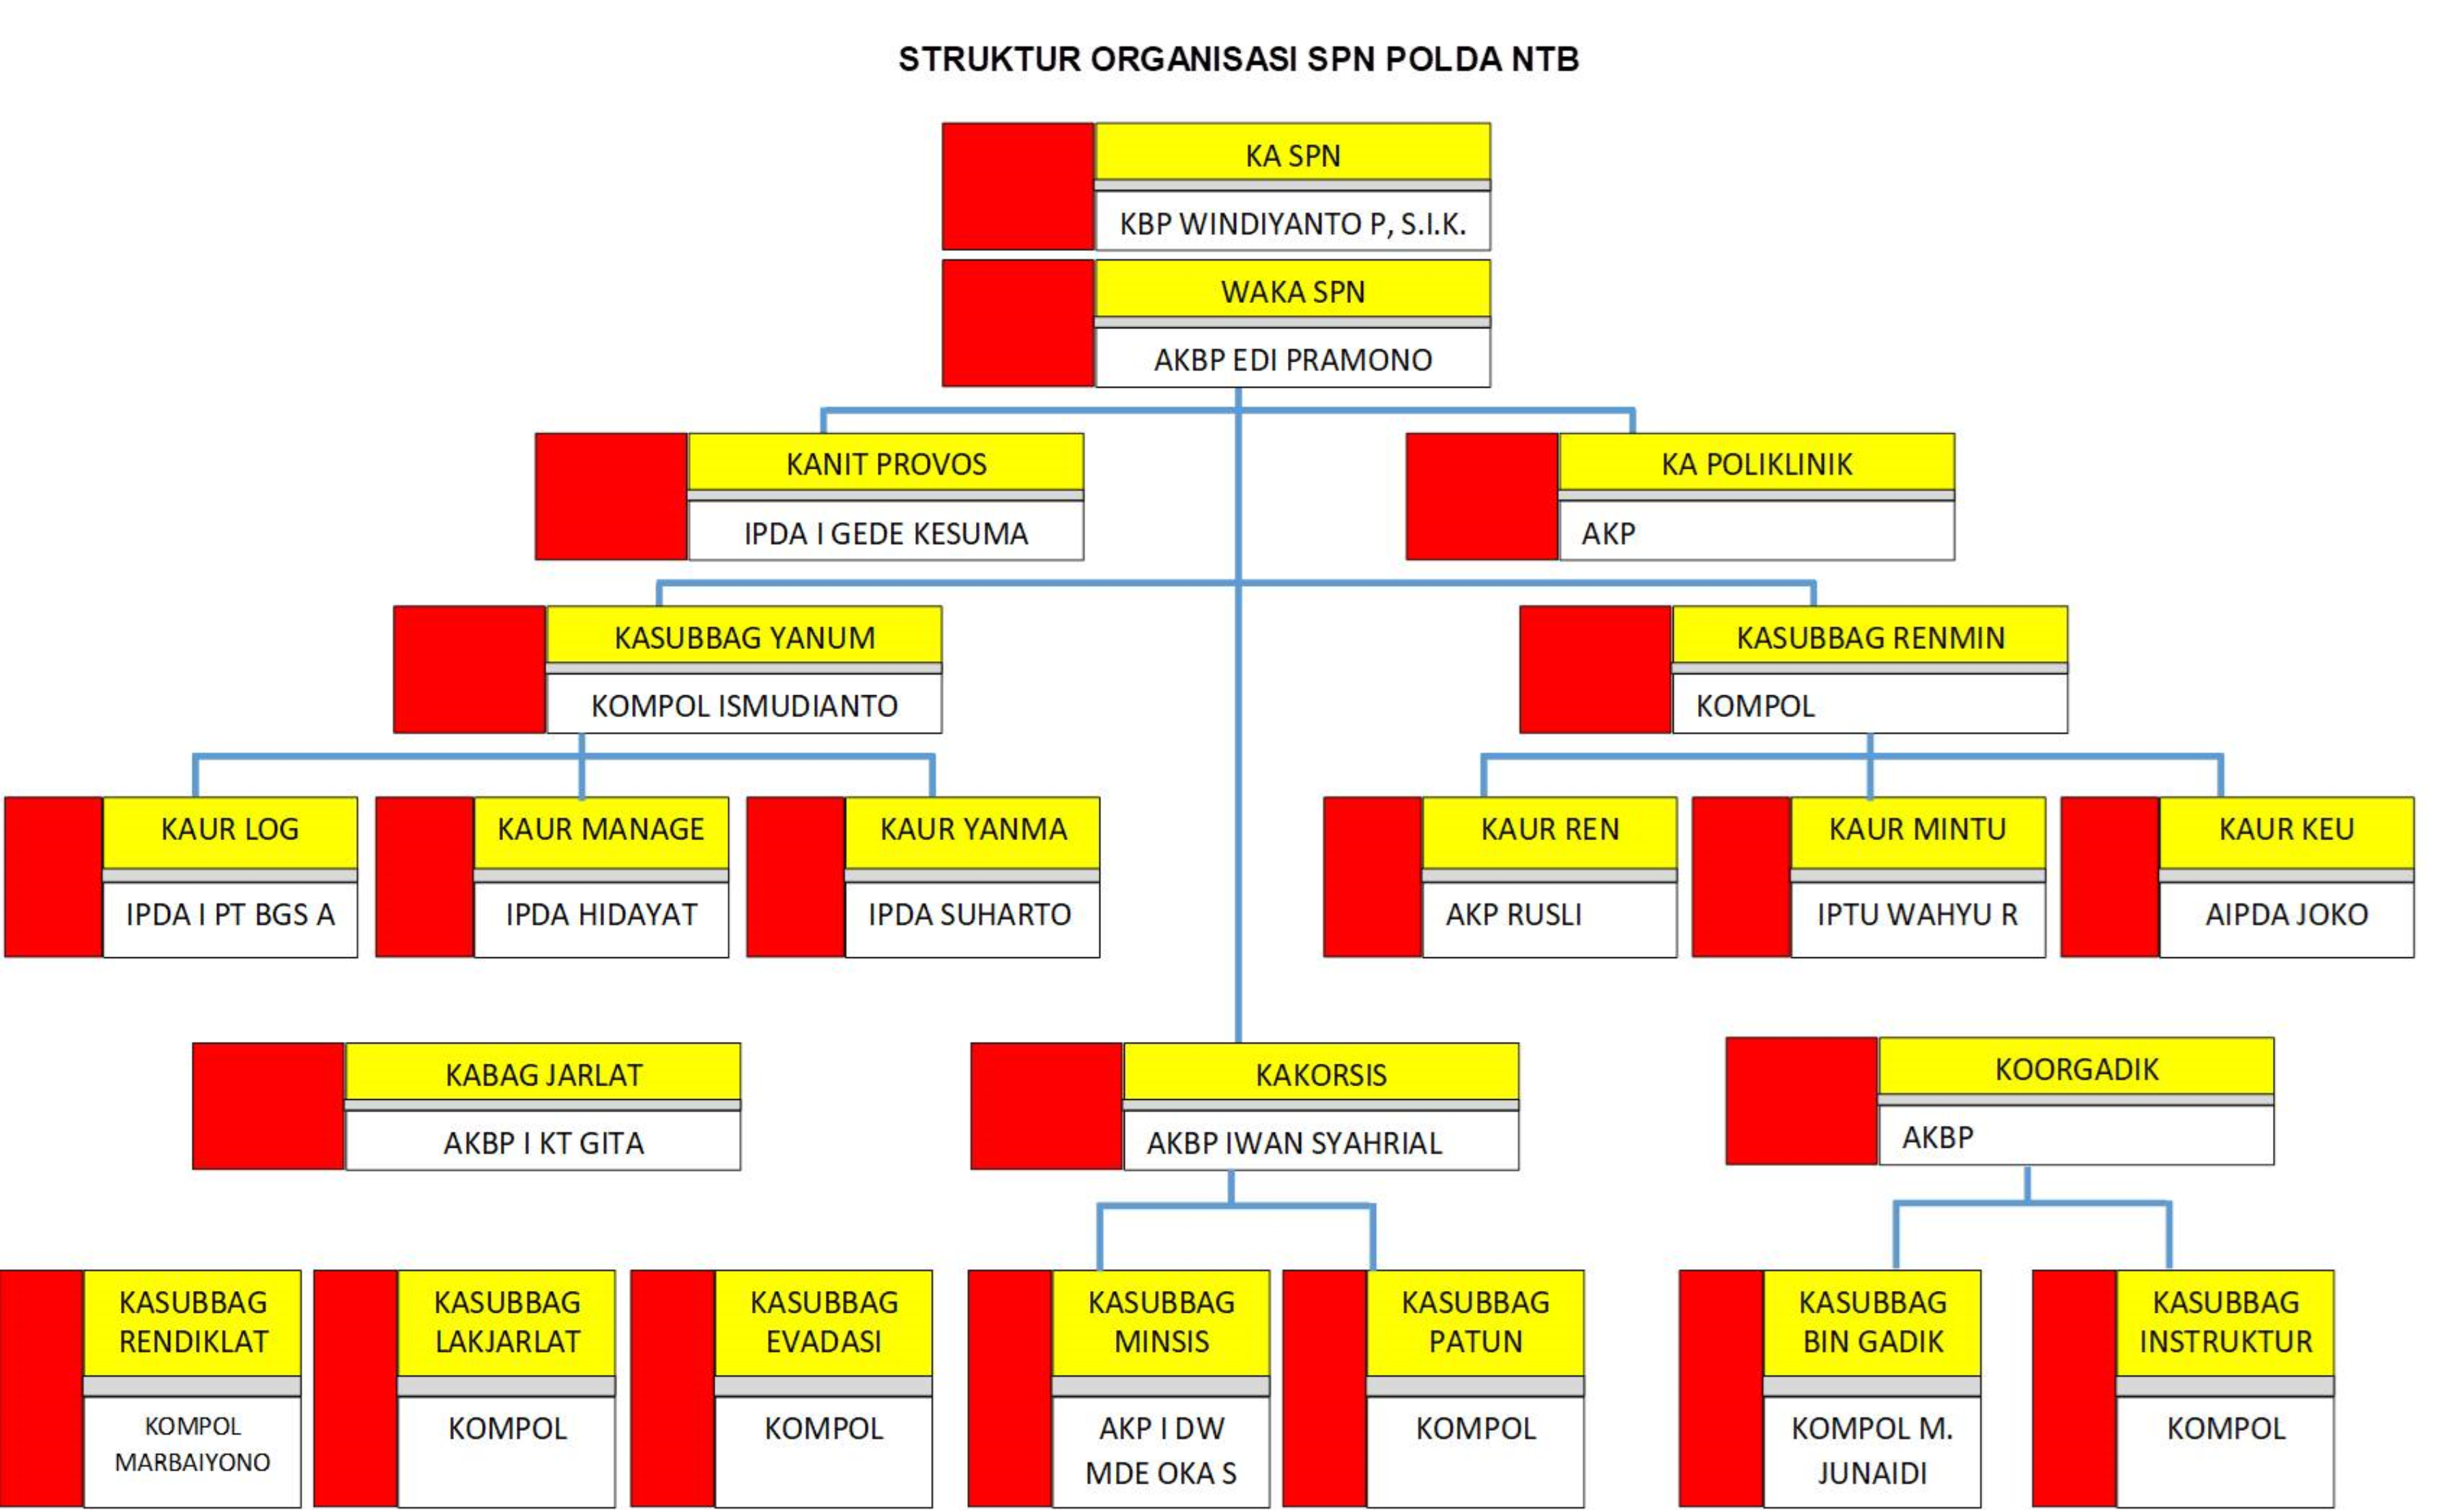 STRUKTUR ORGANISASI SPN POLDA NTB
KA SPN
KBP WINDIYANTO P, S.I.K.
WAKA SPN
AKBP EDI PRAMONO
KANIT PROVOS
IPDA I GEDE KESUMA
KA POLIKLINIK
AKP
KASUBBAG YANUM
KOMPOL ISMUDIANTO
KASUBBAG RENMIN
KOMPOL
KAUR LOG
IPDA I PT BGS A
KAUR MANAGE
IPDA HIDAYAT
KAUR YANMA
IPDA SUHARTO
KAUR REN
AKP RUSLI
KAUR MINTU
IPTU WAHYU R
KAUR KEU
AIPDA JOKO
KABAG JARLAT
AKBP I KT GITA
KAKORSIS
AKBP IWAN SYAHRIAL
KOORGADIK
AKBP
KASUBBAG
RENDIKLAT
KOMPOL
MARBAIYONO
KASUBBAG
LAKJARLAT
KOMPOL
KASUBBAG
EVADASI
KOMPOL
KASUBBAG
MINSIS
AKP I DW
MDE OKA S
KASUBBAG
PATUN
KOMPOL
KASUBBAG
BIN GADIK
KOMPOL M.
JUNAIDI
KASUBBAG
INSTRUKTUR
KOMPOL